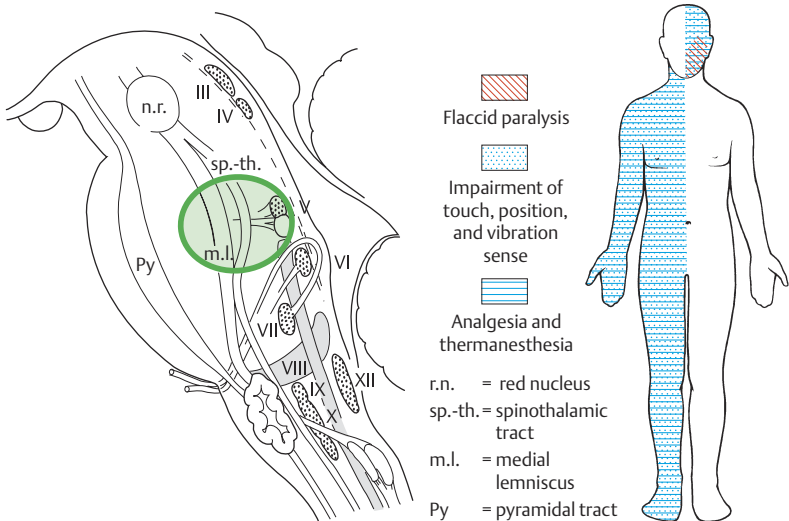 n.r.
III
IV
sp.-th.
V
m.l.
Py
VI
VII
VIII
IX
X
XII
Flaccid paralysis
Impairment of
touch, position,
and vibration
sense
Analgesia and
thermanesthesia
r.n. = red nucleus
sp.-th. = spinothalamic
tract
m.l. = medial
lemniscus
Py = pyramidal tract